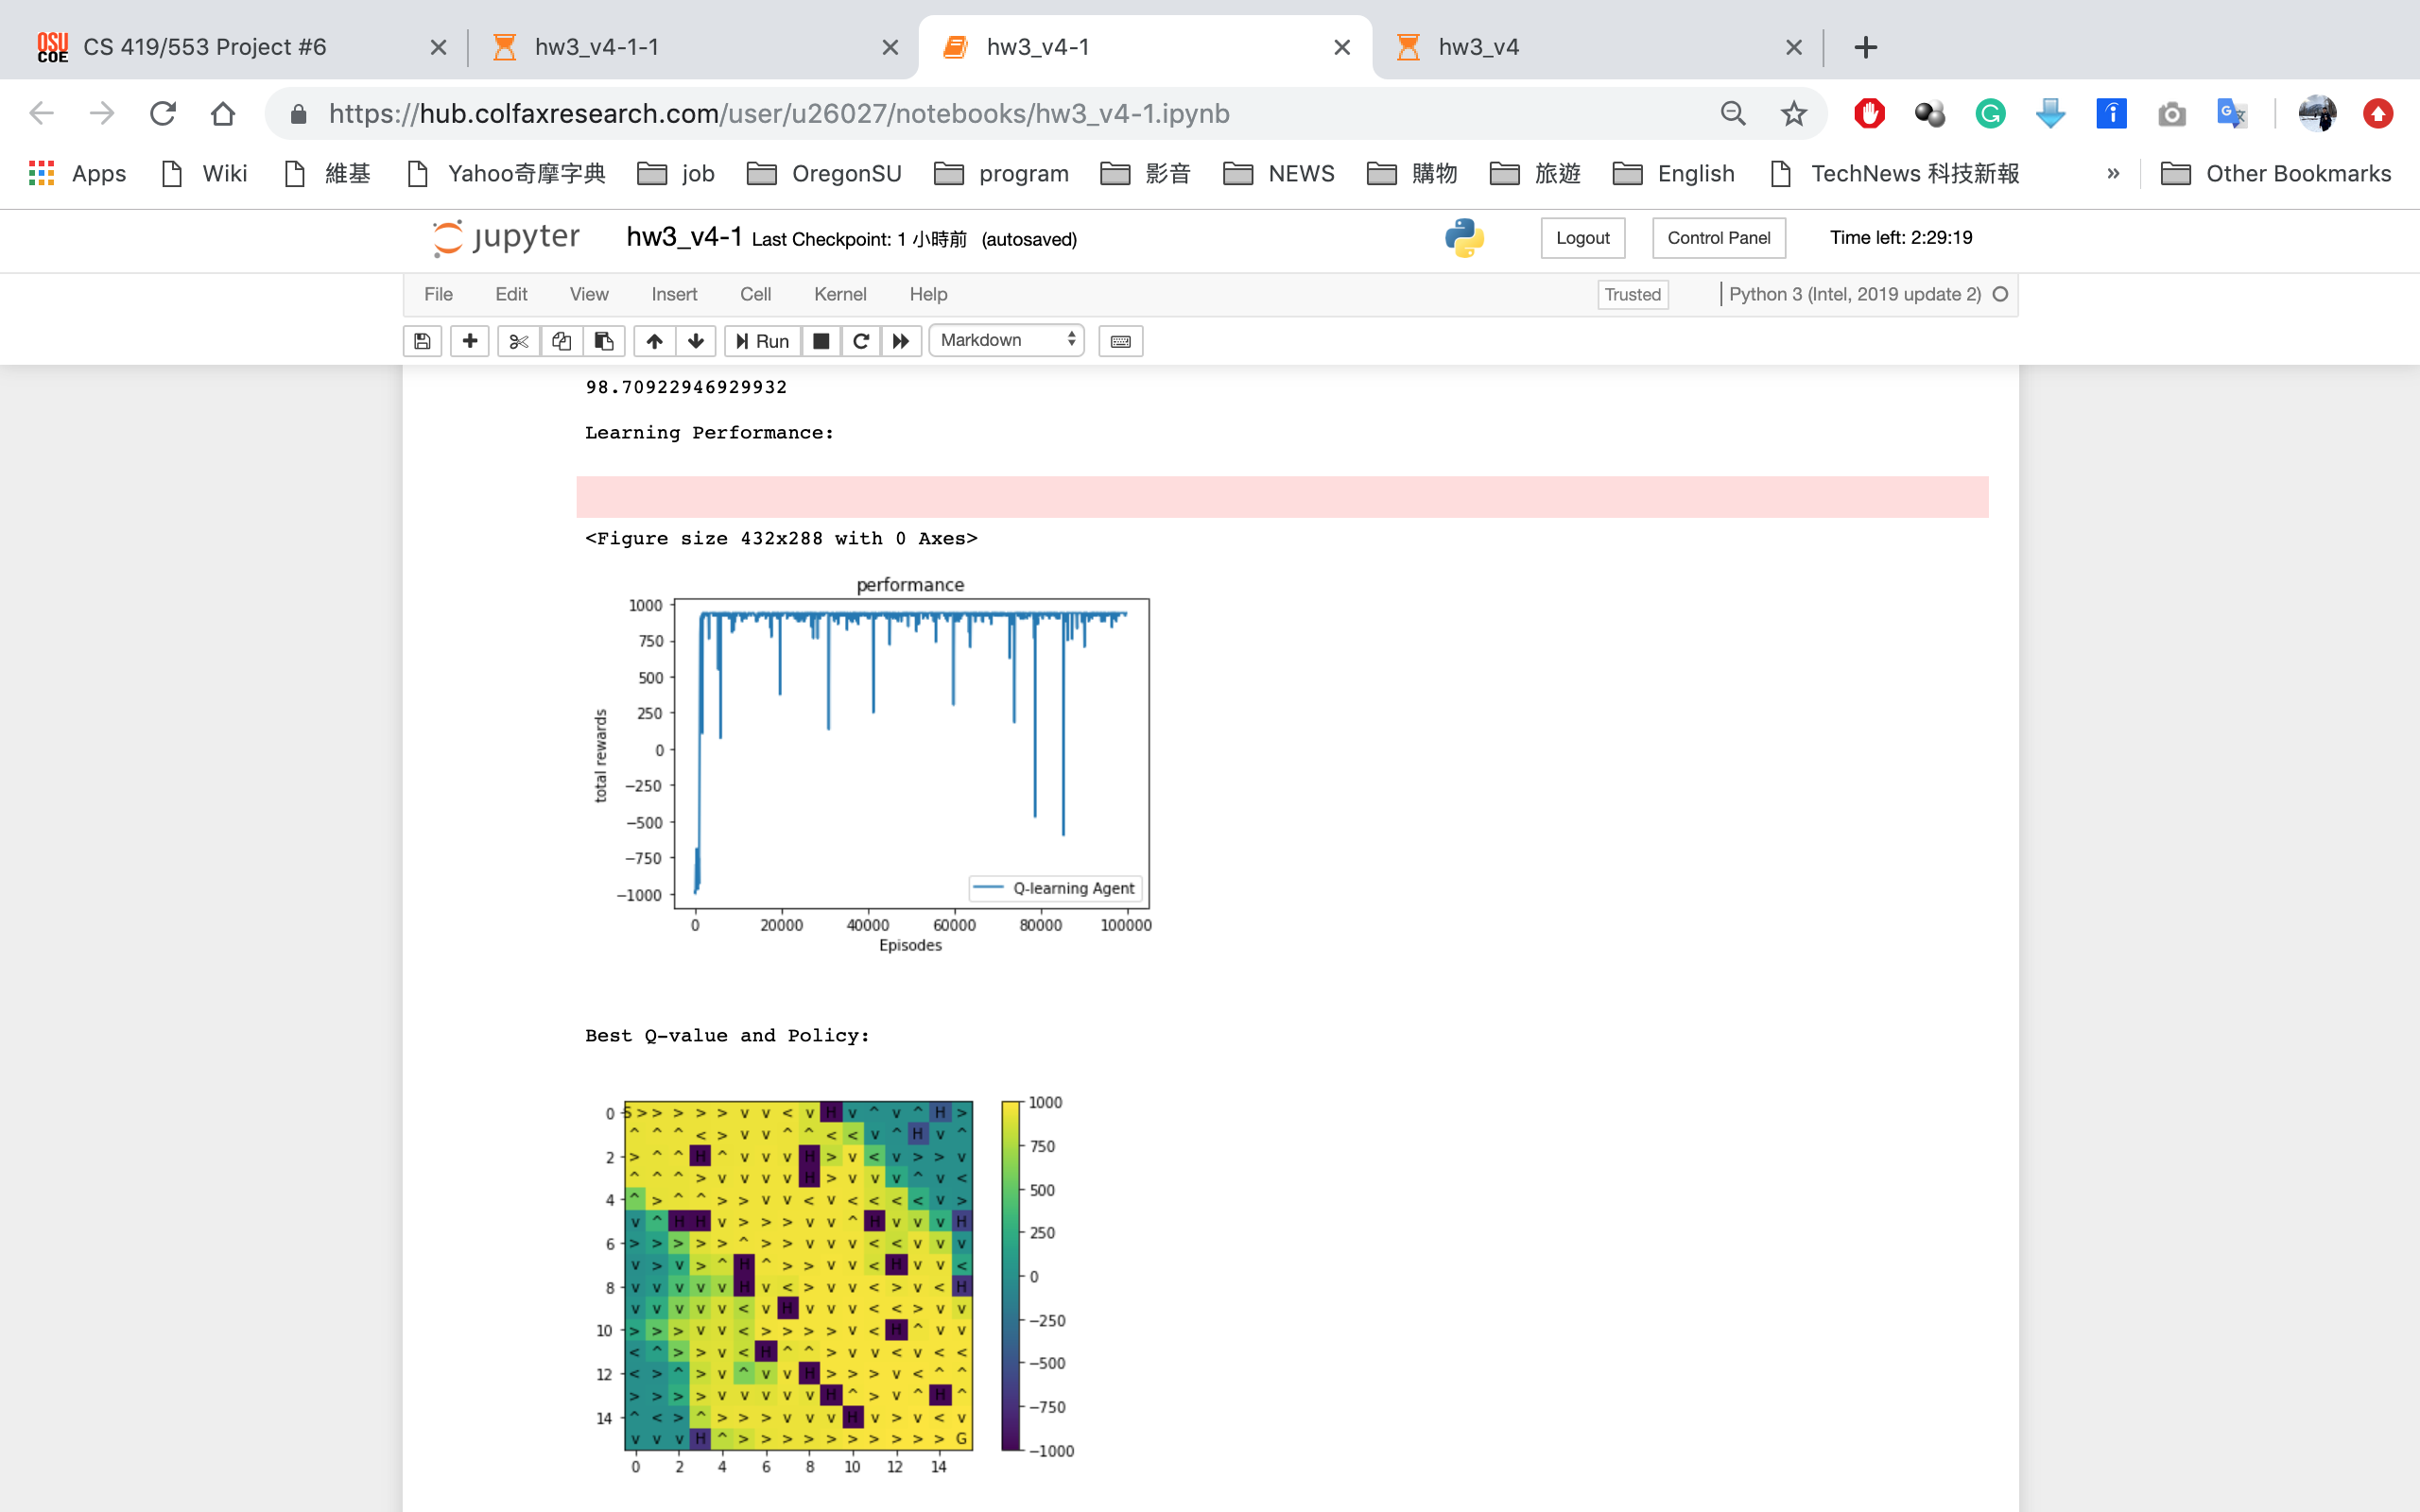 OSU COE CS 419/553 Project #6 hw3_v4-1-1 hw3_v4-1 hw3_v4
https://hub.colfaxresearch.com/user/u26027/notebooks/hw3_v4-1.ipynb
Apps Wiki 維基 Yahoo奇摩字典 job OregonSU program 影音 NEWS 購物 旅遊 English TechNews 科技新報 » Other Bookmarks
jupyter hw3_v4-1 Last Checkpoint: 1 小時前 (autosaved) Logout Control Panel Time left: 2:29:19
File Edit View Insert Cell Kernel Help Trusted Python 3 (Intel, 2019 update 2)
Run Markdown
98.70922946929932
Learning Performance:
<Figure size 432x288 with 0 Axes>
performance
1000
750
500
250
0
−250
−500
−750
−1000
total rewards
Q-learning Agent
0 20000 40000 60000 80000 100000
Episodes
Best Q-value and Policy:
0 S > > > > > v v < v H v ^ v ^ H >
^ ^ ^ < > v v ^ ^ < < v ^ H v ^
2 > ^ ^ H ^ v v v H > v < v > > v
^ ^ ^ > v v v v H > v v v ^ v <
4 ^ > ^ ^ > > v v < v < < < < v >
v ^ H H v > > > v v ^ H v v v H
6 > > > > > ^ > > v v v < < v v v
v > v > ^ H ^ > > v v < H v v <
8 v v v v v H v < > v v < > v < H
v v v v v < v H v v v < < > v v
10 > > > v v < > > > > v < H ^ v v
< ^ > > v < H ^ ^ > v v < v < <
12 < > ^ > v ^ v v H > > > v < ^ ^
> > > > v v v v v H ^ > v ^ H ^
14 ^ < > ^ > > > v v v H v > v < v
v v v H ^ > > > > > > > > > > G
0 2 4 6 8 10 12 14
1000
750
500
250
0
−250
−500
−750
−1000